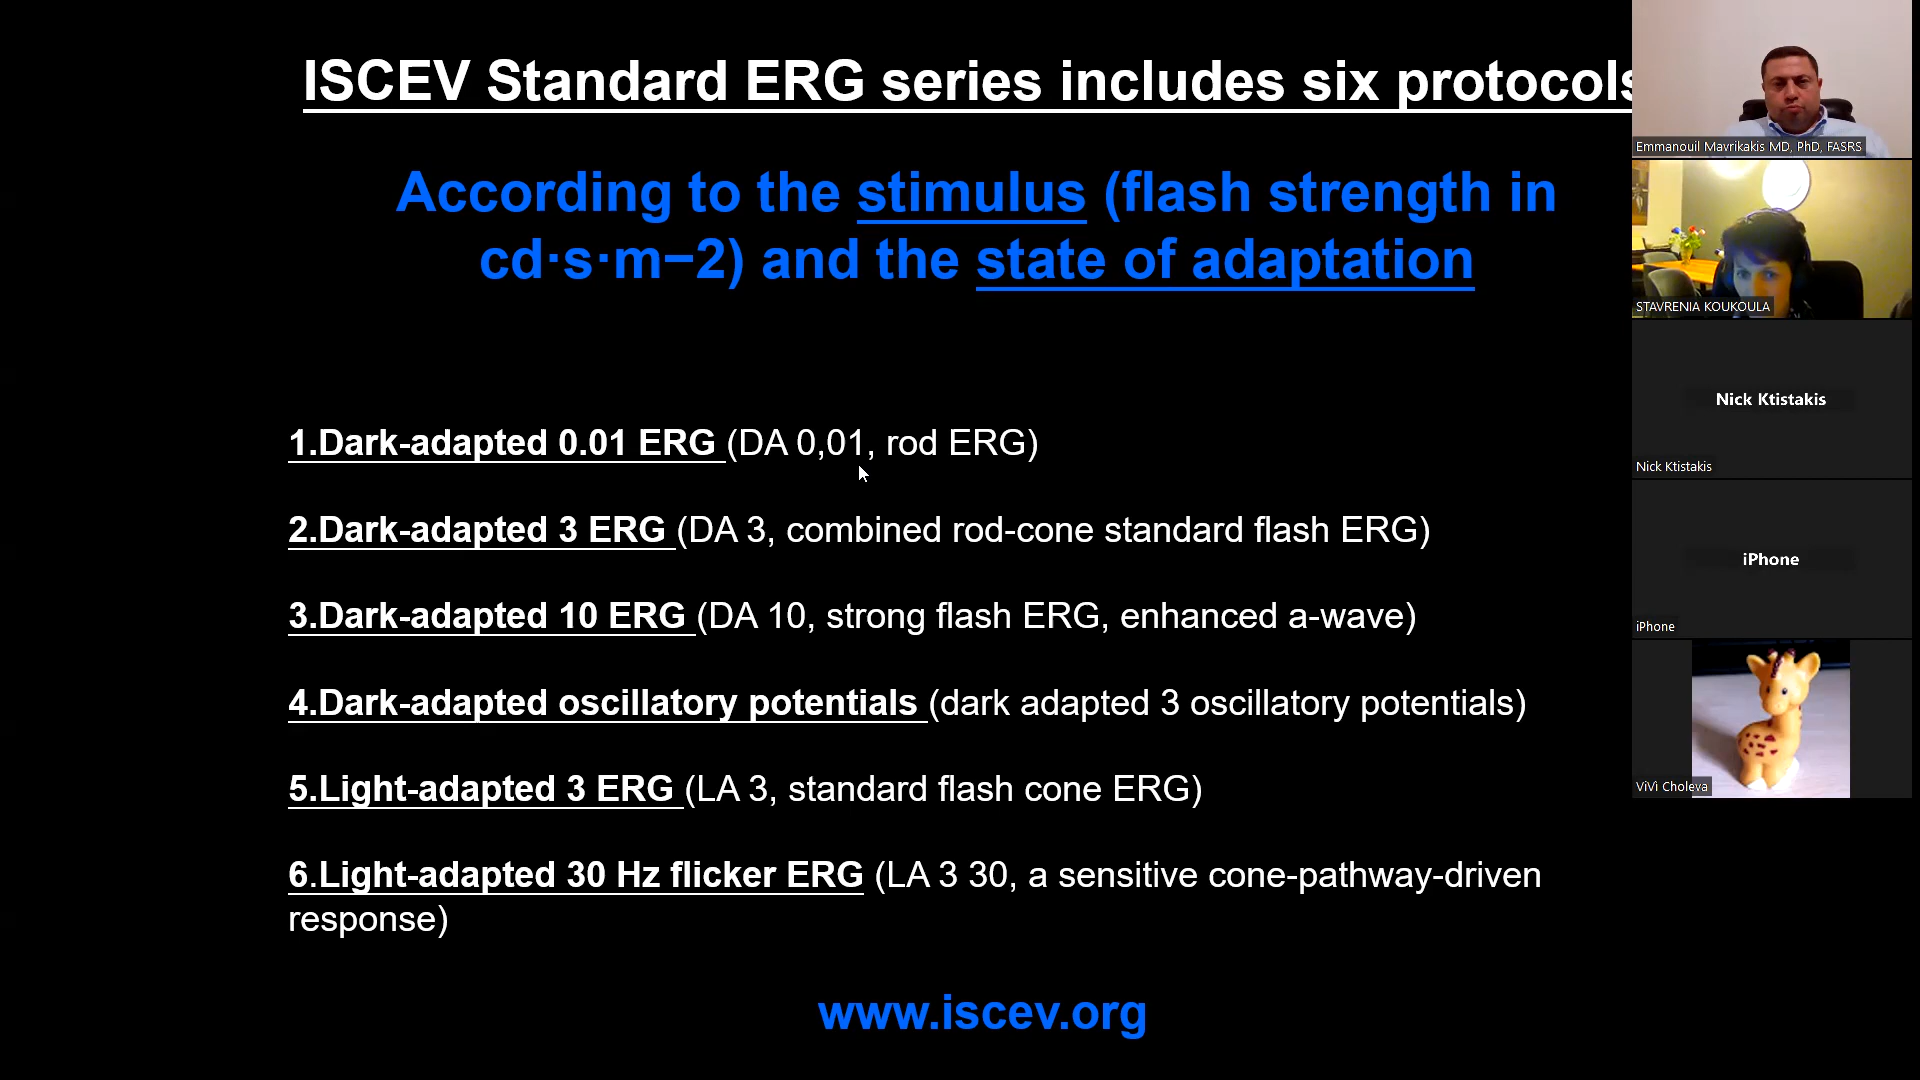 ISCEV Standard ERG series includes six protocols
According to the stimulus (flash strength in
cd·s·m−2) and the state of adaptation
1.Dark-adapted 0.01 ERG (DA 0,01, rod ERG)
2.Dark-adapted 3 ERG (DA 3, combined rod-cone standard flash ERG)
3.Dark-adapted 10 ERG (DA 10, strong flash ERG, enhanced a-wave)
4.Dark-adapted oscillatory potentials (dark adapted 3 oscillatory potentials)
5.Light-adapted 3 ERG (LA 3, standard flash cone ERG)
6.Light-adapted 30 Hz flicker ERG (LA 3 30, a sensitive cone-pathway-driven
response)
www.iscev.org
Emmanouil Mavrikakis MD, PhD, FASRS
STAVRENIA KOUKOULA
Nick Ktistakis
Nick Ktistakis
iPhone
iPhone
ViVi Choleva